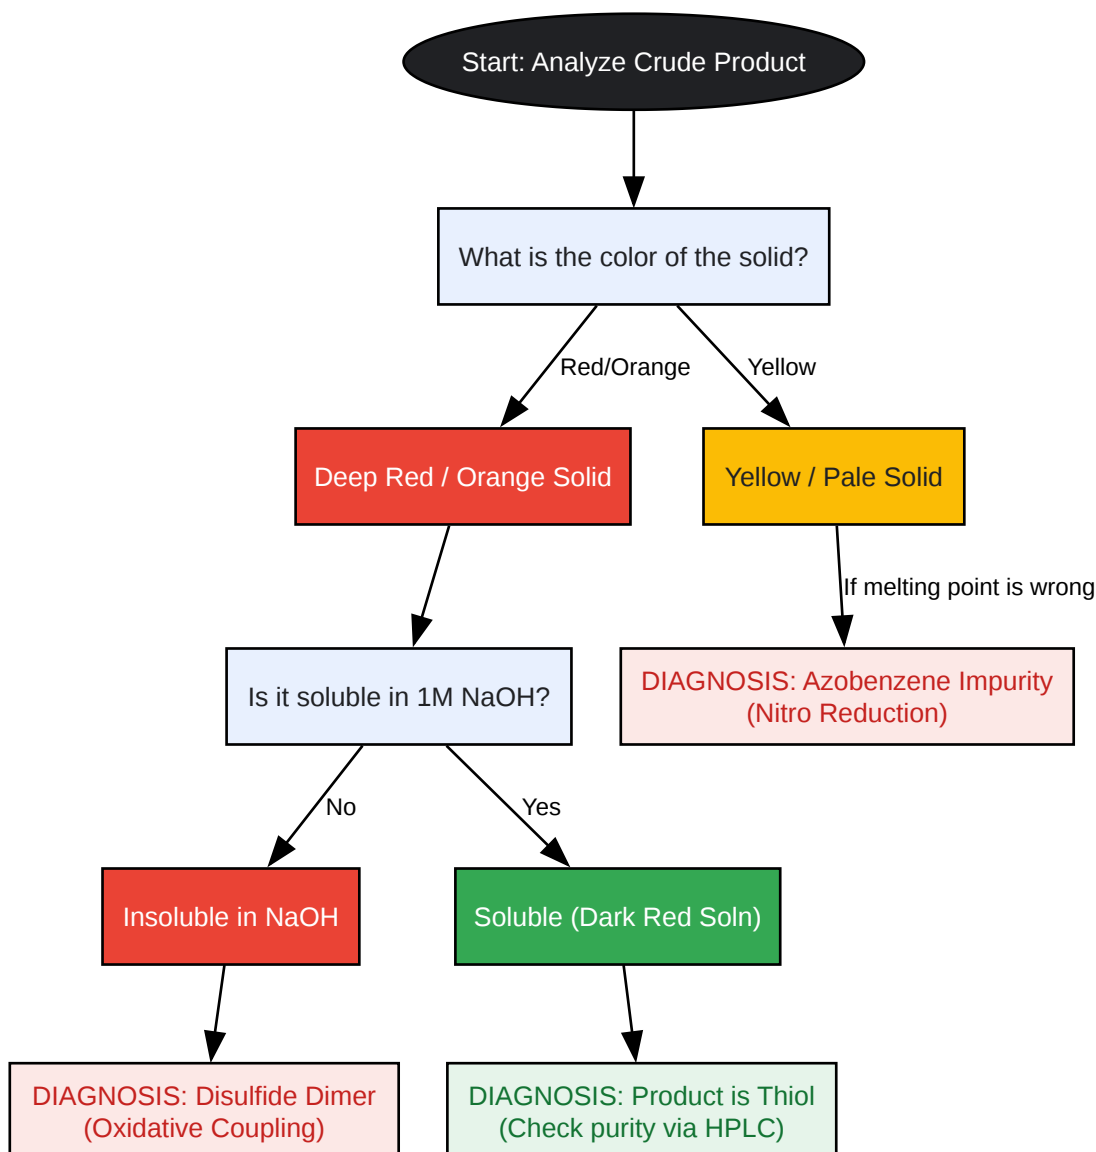 Start: Analyze Crude Product
What is the color of the solid?
Red/Orange
Yellow
Deep Red / Orange Solid
Yellow / Pale Solid
If melting point is wrong
Is it soluble in 1M NaOH?
DIAGNOSIS: Azobenzene Impurity
(Nitro Reduction)
No
Yes
Insoluble in NaOH
Soluble (Dark Red Soln)
DIAGNOSIS: Disulfide Dimer
(Oxidative Coupling)
DIAGNOSIS: Product is Thiol
(Check purity via HPLC)